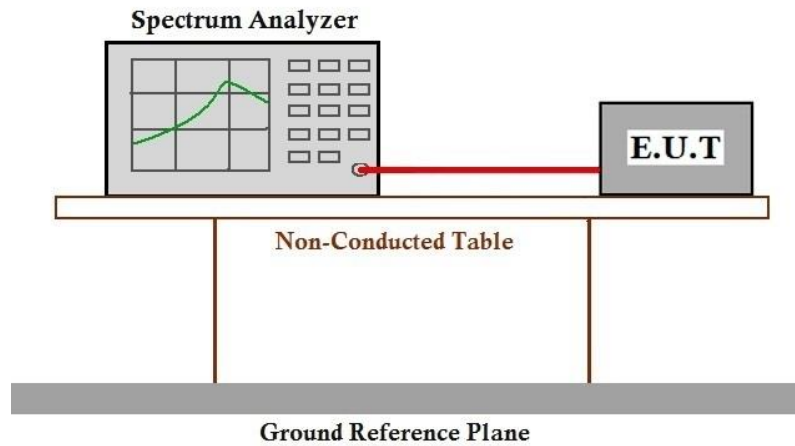 Spectrum Analyzer
E.U.T
Non-Conducted Table
Ground Reference Plane